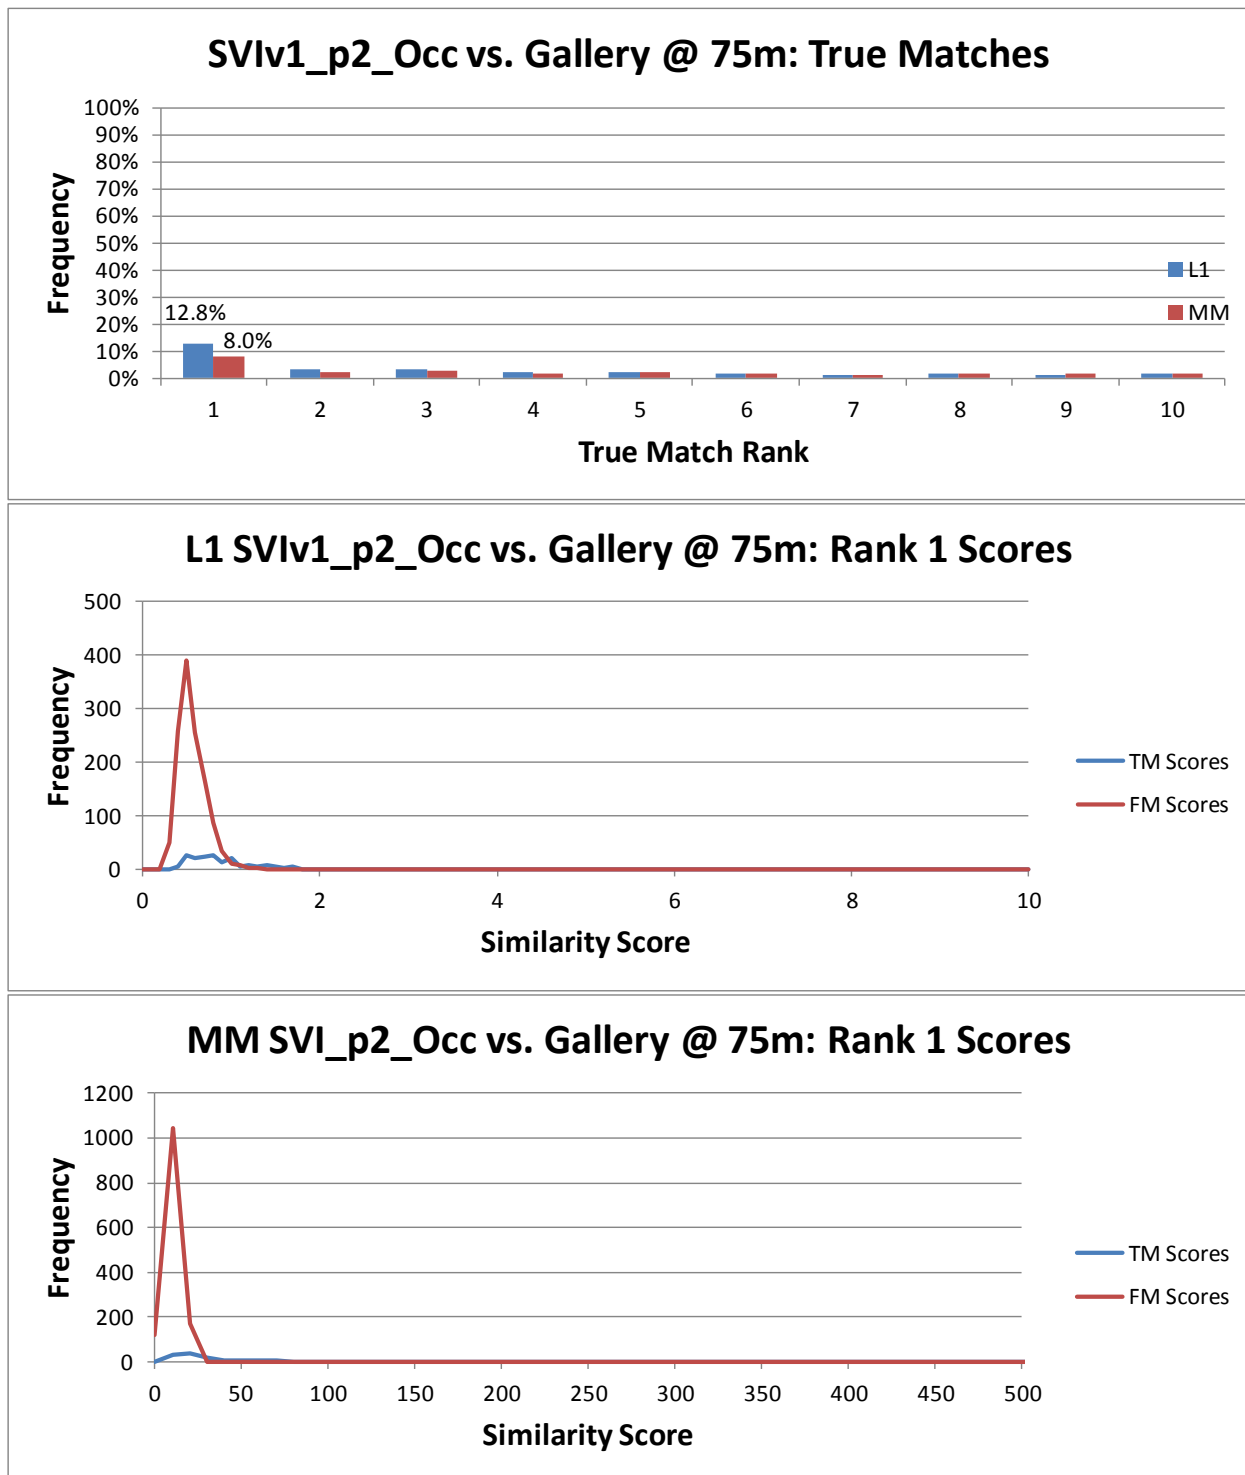 SVIv1_p2_Occ vs. Gallery @ 75m: True Matches
100%
90%
80%
70%
60%
50%
40%
30%
20%
10%
0%
Frequency
12.8%
8.0%
L1
MM
1 2 3 4 5 6 7 8 9 10
True Match Rank
L1 SVIv1_p2_Occ vs. Gallery @ 75m: Rank 1 Scores
500
400
300
200
100
0
Frequency
TM Scores
FM Scores
0 2 4 6 8 10
Similarity Score
MM SVI_p2_Occ vs. Gallery @ 75m: Rank 1 Scores
1200
1000
800
600
400
200
0
Frequency
TM Scores
FM Scores
0 50 100 150 200 250 300 350 400 450 500
Similarity Score